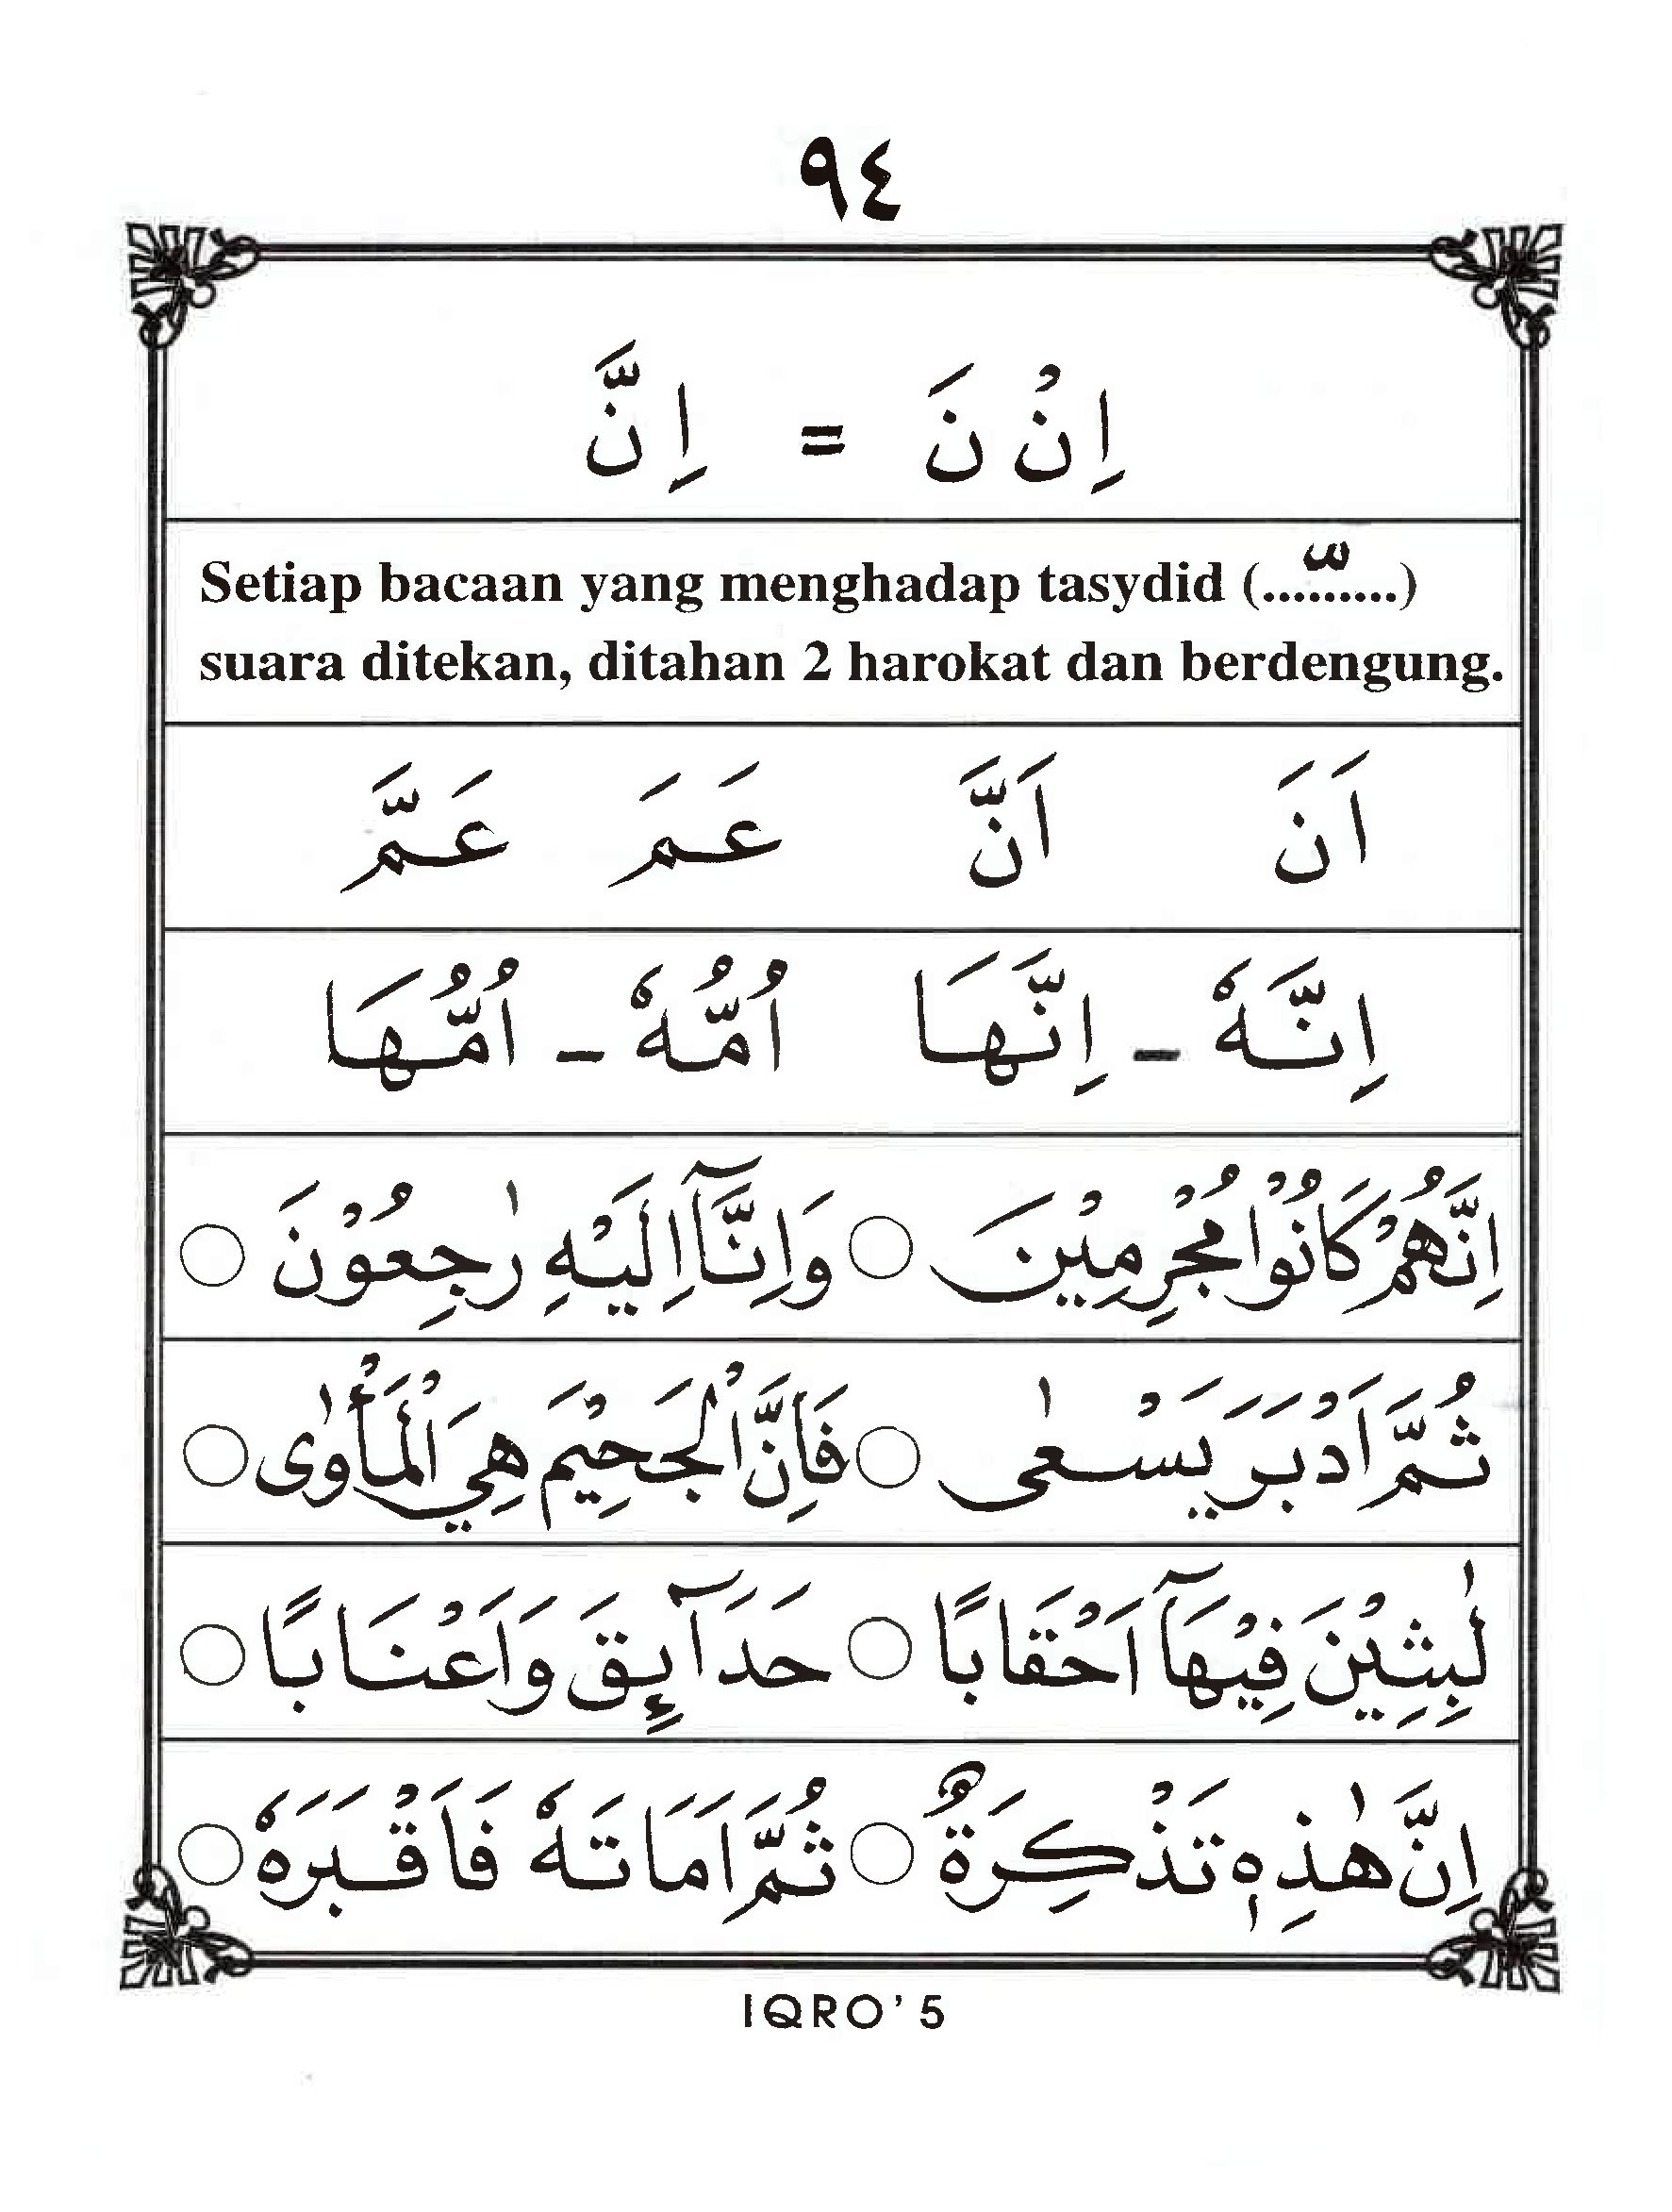 ٩٤
اِنْ نَ = اِنَّ
Setiap bacaan yang menghadap tasydid (....ّ.....)
suara ditekan, ditahan 2 harokat dan berdengung.
اَنَ اَنَّ عَمَ عَمَّ
اِنَّهٗ - اِنَّهَا اُمُّهٗ - اُمُّهَا
اِنَّهُمْ كَانُوْا مُجْرِمِيْنَ ○ وَاِنَّآ اِلَيْهِ رٰجِعُوْنَ ○
ثُمَّ اَدْبَرَ يَسْعٰى ○ فَاِنَّ الْجَحِيْمَ هِيَ الْمَأْوٰى ○
لٰبِثِيْنَ فِيْهَآ اَحْقَابًا ○ حَدَآئِقَ وَاَعْنَابًا ○
اِنَّ هٰذِهٖ تَذْكِرَةٌ ○ ثُمَّ اَمَاتَهٗ فَاَقْبَرَهٗ ○
IQRO' 5